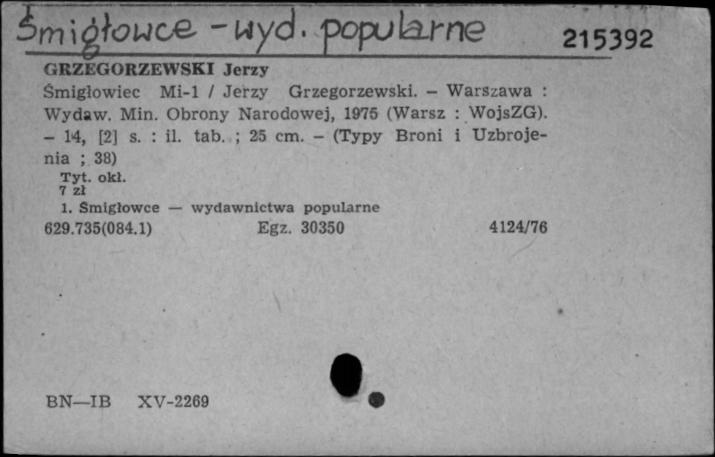 Śmigłowce - wyd. popularne
215392
GRZEGORZEWSKI Jerzy
Śmigłowiec Mi-1 / Jerzy Grzegorzewski. — Warszawa :
Wydaw. Min. Obrony Narodowej, 1975 (Warsz : WojsZG).
— 14, [2] s. : il. tab. ; 25 cm. — (Typy Broni i Uzbroje-
nia ; 38)
Tyt. okł.
7 zł
1. Śmigłowce — wydawnictwa popularne
629.735(084.1) Egz. 30350 4124/76
BN—IB XV-2269